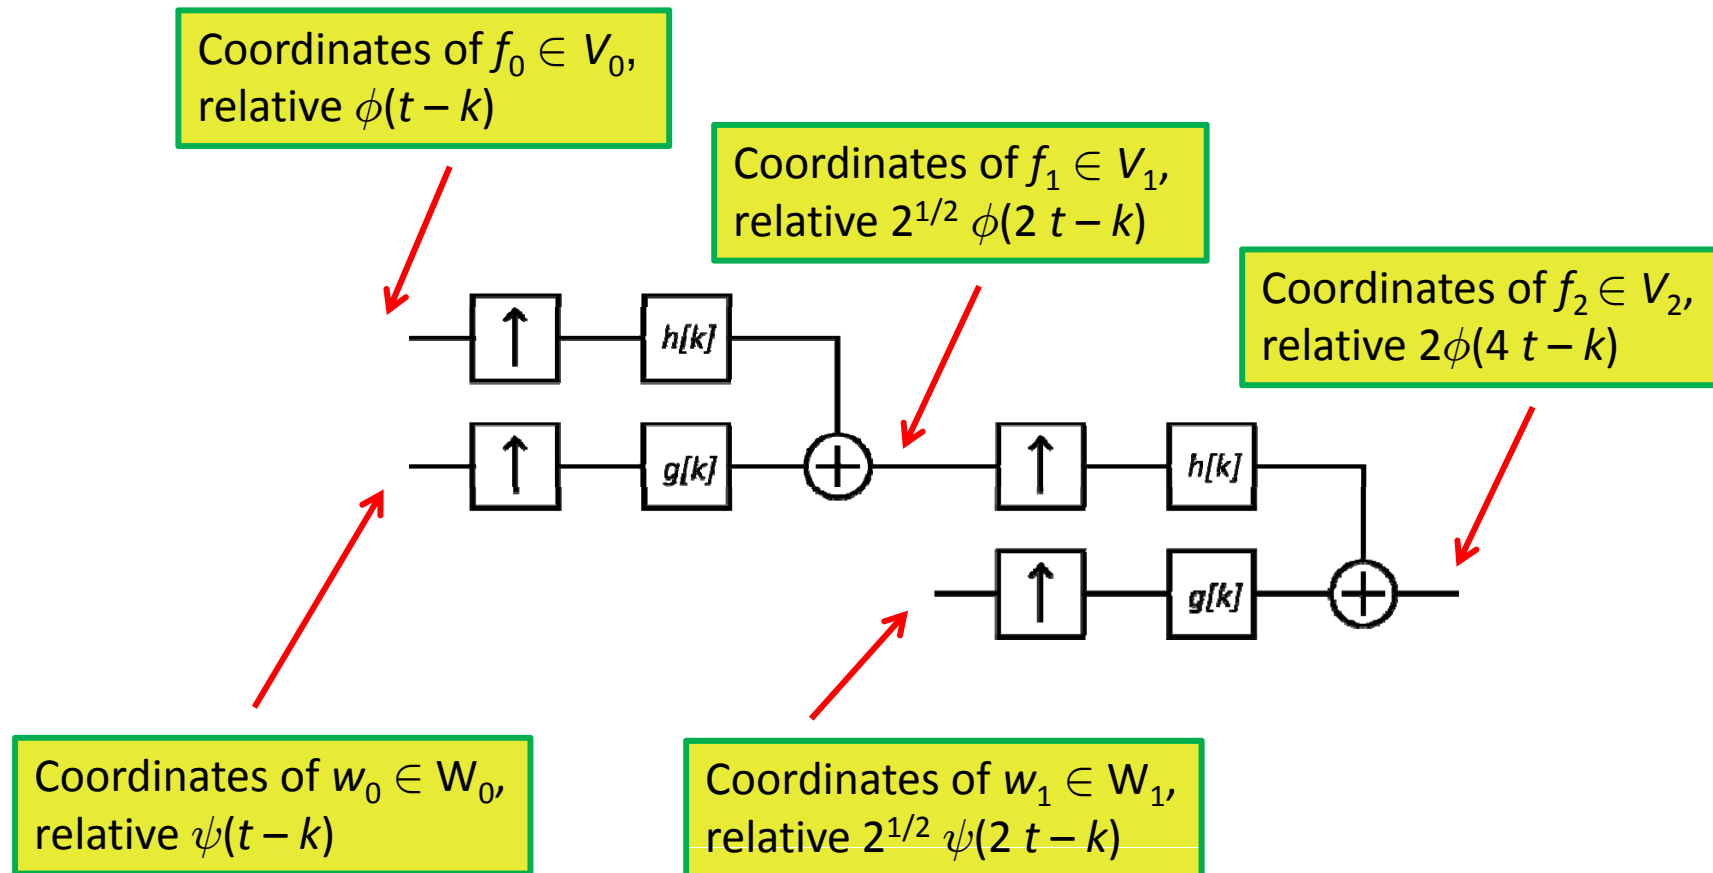 Coordinates of f₀ ∈ V₀,
relative ϕ(t – k)
Coordinates of f₁ ∈ V₁,
relative 2^{1/2} ϕ(2 t – k)
Coordinates of f₂ ∈ V₂,
relative 2ϕ(4 t – k)
↑ h[k]
↑ g[k] + ↑ h[k]
↑ g[k] +
Coordinates of w₀ ∈ W₀,
relative ψ(t – k)
Coordinates of w₁ ∈ W₁,
relative 2^{1/2} ψ(2 t – k)